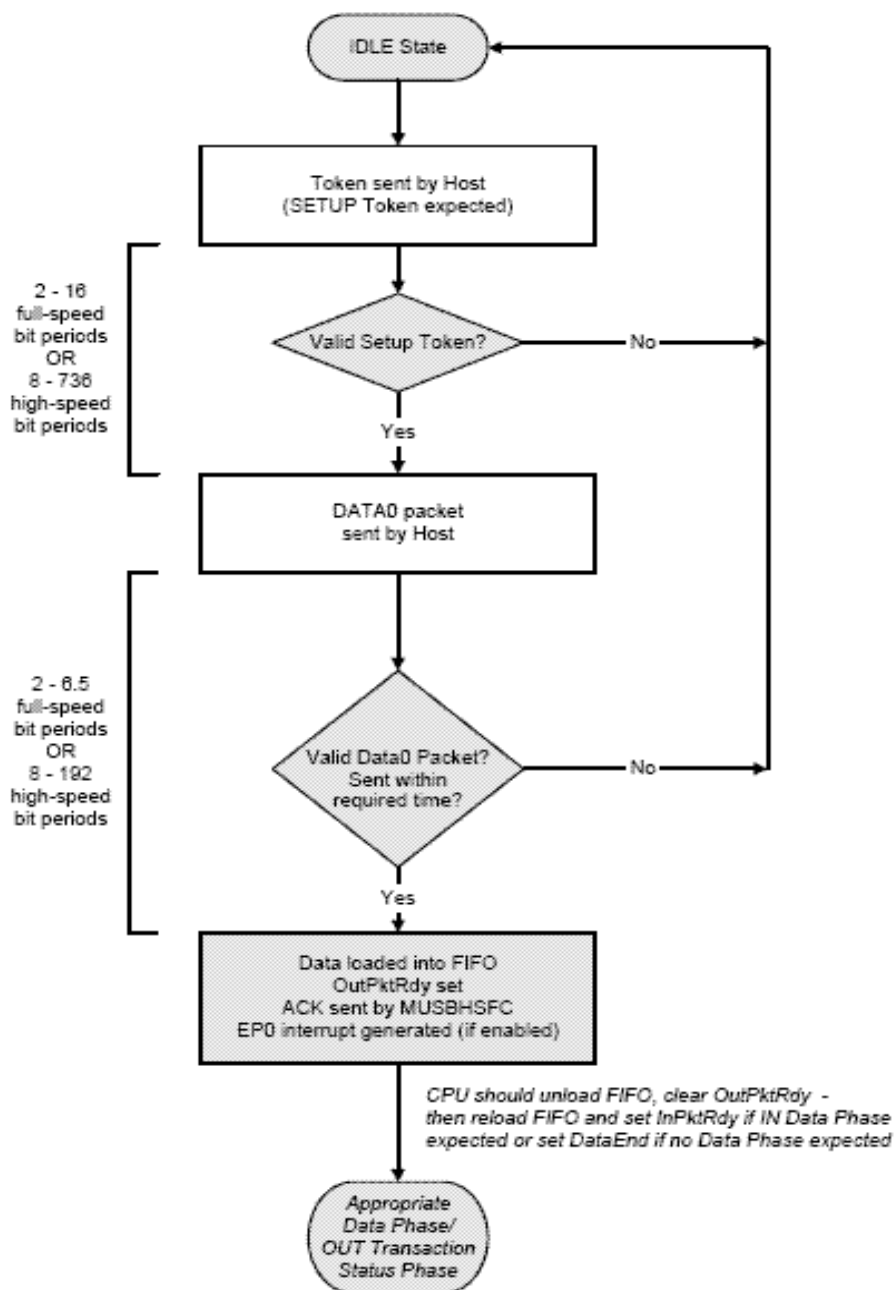 IDLE State
Token sent by Host
(SETUP Token expected)
2 - 16
full-speed
bit periods
OR
8 - 736
high-speed
bit periods
Valid Setup Token?
No
Yes
DATA0 packet
sent by Host
2 - 6.5
full-speed
bit periods
OR
8 - 192
high-speed
bit periods
Valid Data0 Packet?
Sent within
required time?
No
Yes
Data loaded into FIFO
OutPktRdy set
ACK sent by MUSBHSFC
EP0 interrupt generated (if enabled)
CPU should unload FIFO, clear OutPktRdy -
then reload FIFO and set InPktRdy if IN Data Phase
expected or set DataEnd if no Data Phase expected
Appropriate
Data Phase/
OUT Transaction
Status Phase